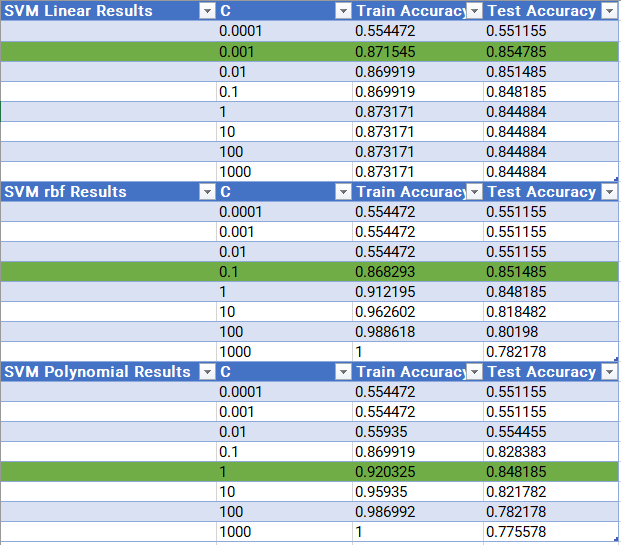 SVM Linear Results C Train Accuracy Test Accuracy
0.0001 0.554472 0.551155
0.001 0.871545 0.854785
0.01 0.869919 0.851485
0.1 0.869919 0.848185
1 0.873171 0.844884
10 0.873171 0.844884
100 0.873171 0.844884
1000 0.873171 0.844884
SVM rbf Results C Train Accuracy Test Accuracy
0.0001 0.554472 0.551155
0.001 0.554472 0.551155
0.01 0.554472 0.551155
0.1 0.868293 0.851485
1 0.912195 0.848185
10 0.962602 0.818482
100 0.988618 0.80198
1000 1 0.782178
SVM Polynomial Results C Train Accuracy Test Accuracy
0.0001 0.554472 0.551155
0.001 0.554472 0.551155
0.01 0.55935 0.554455
0.1 0.869919 0.828383
1 0.920325 0.848185
10 0.95935 0.821782
100 0.986992 0.782178
1000 1 0.775578